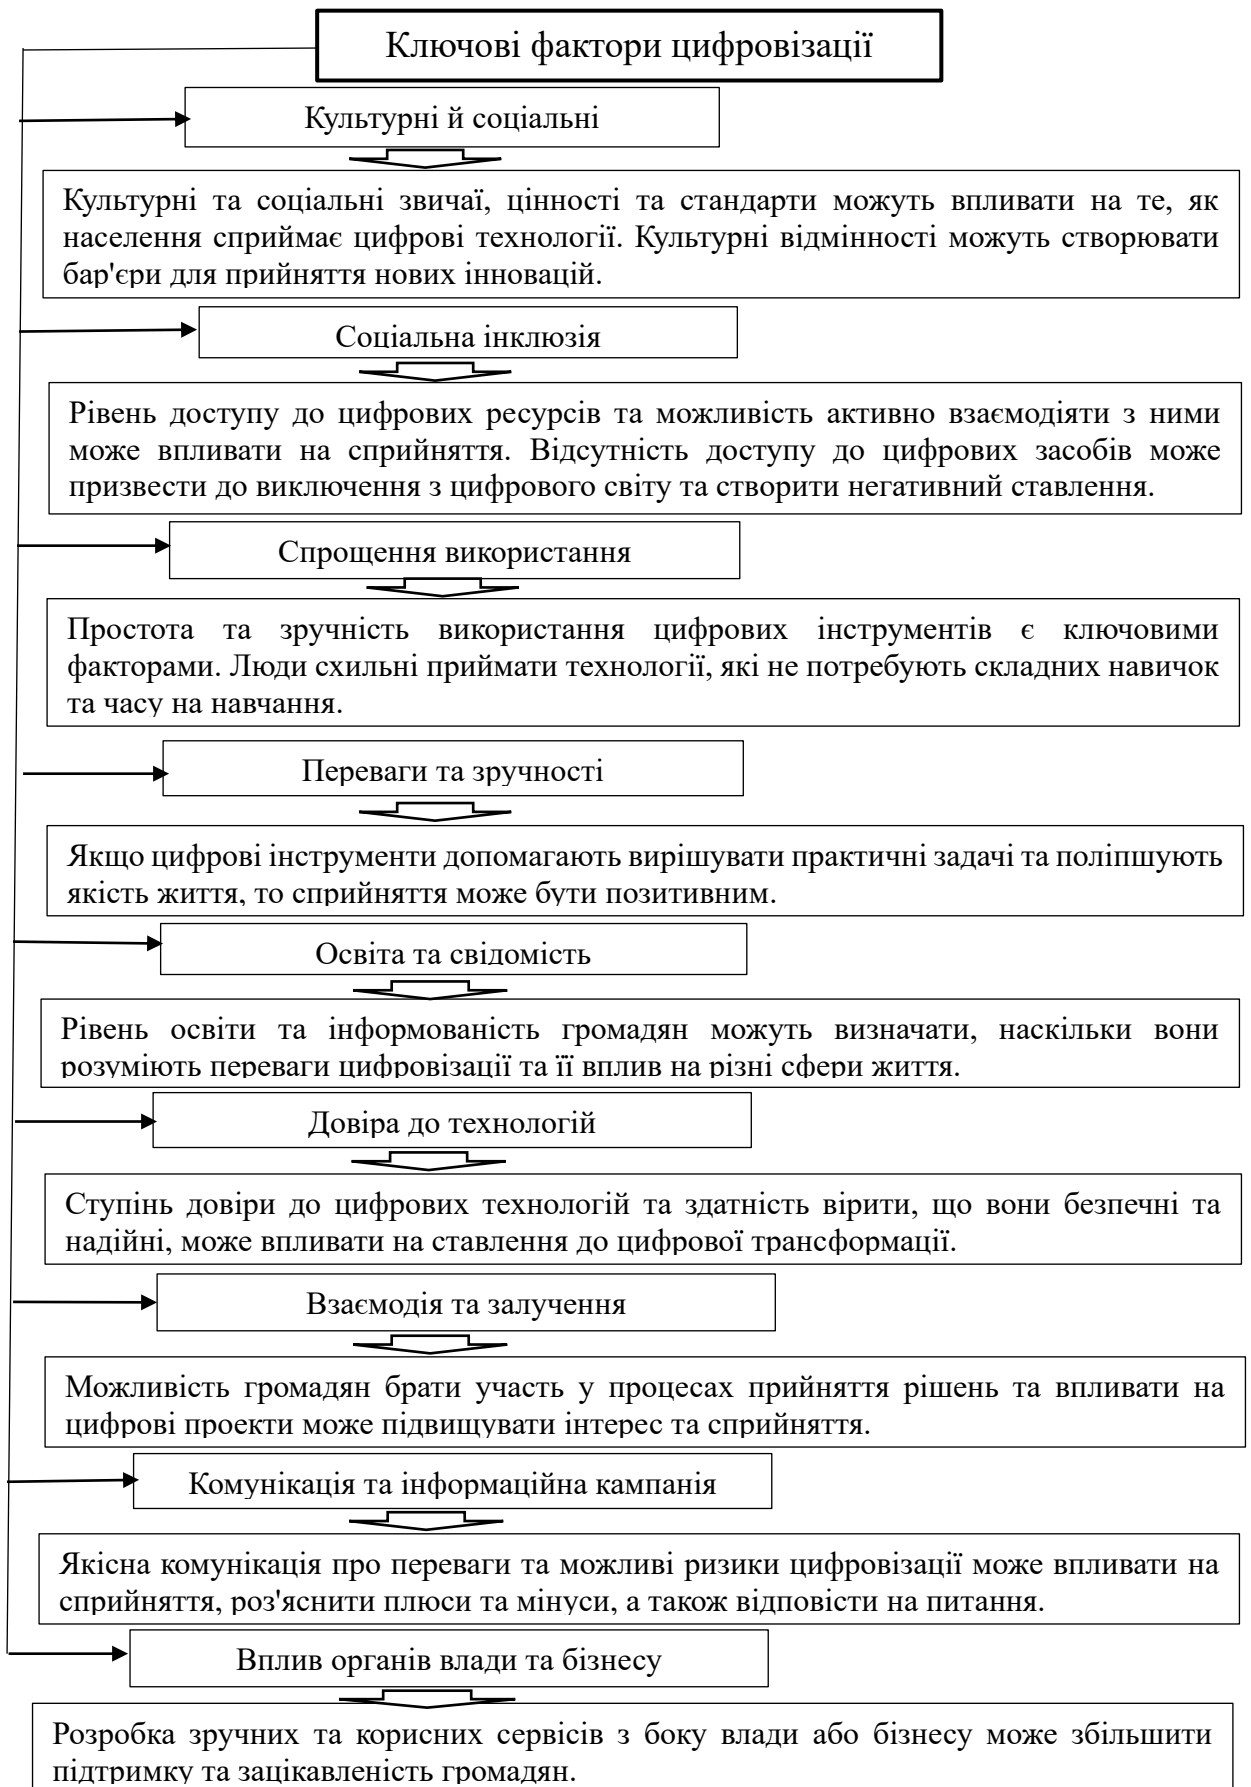 Ключові фактори цифровізації
Культурні й соціальні
Культурні та соціальні звичаї, цінності та стандарти можуть впливати на те, як
населення сприймає цифрові технології. Культурні відмінності можуть створювати
бар'єри для прийняття нових інновацій.
Соціальна інклюзія
Рівень доступу до цифрових ресурсів та можливість активно взаємодіяти з ними
може впливати на сприйняття. Відсутність доступу до цифрових засобів може
призвести до виключення з цифрового світу та створити негативний ставлення.
Спрощення використання
Простота та зручність використання цифрових інструментів є ключовими
факторами. Люди схильні приймати технології, які не потребують складних навичок
та часу на навчання.
Переваги та зручності
Якщо цифрові інструменти допомагають вирішувати практичні задачі та поліпшують
якість життя, то сприйняття може бути позитивним.
Освіта та свідомість
Рівень освіти та інформованість громадян можуть визначати, наскільки вони
розуміють переваги цифровізації та її вплив на різні сфери життя.
Довіра до технологій
Ступінь довіри до цифрових технологій та здатність вірити, що вони безпечні та
надійні, може впливати на ставлення до цифрової трансформації.
Взаємодія та залучення
Можливість громадян брати участь у процесах прийняття рішень та впливати на
цифрові проекти може підвищувати інтерес та сприйняття.
Комунікація та інформаційна кампанія
Якісна комунікація про переваги та можливі ризики цифровізації може впливати на
сприйняття, роз'яснити плюси та мінуси, а також відповісти на питання.
Вплив органів влади та бізнесу
Розробка зручних та корисних сервісів з боку влади або бізнесу може збільшити
підтримку та зацікавленість громадян.